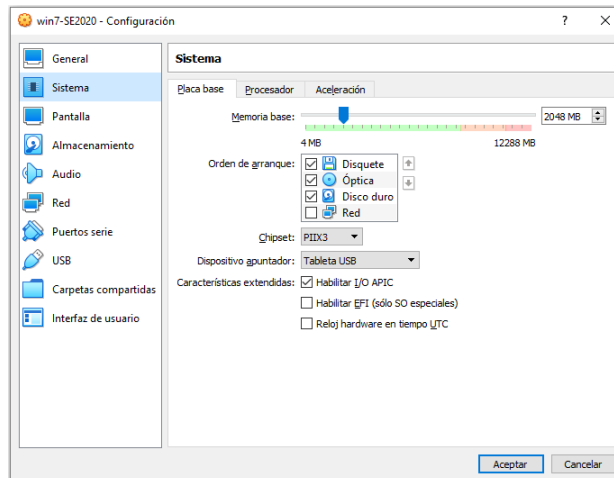 win7-SE2020 - Configuración
General
Sistema
Pantalla
Almacenamiento
Audio
Red
Puertos serie
USB
Carpetas compartidas
Interfaz de usuario
Sistema
Placa base Procesador Aceleración
Memoria base: 2048 MB
4 MB 12288 MB
Orden de arranque: Disquete
Óptica
Disco duro
Red
Chipset: PIIX3
Dispositivo apuntador: Tableta USB
Características extendidas: Habilitar I/O APIC
Habilitar EFI (sólo SO especiales)
Reloj hardware en tiempo UTC
Aceptar Cancelar